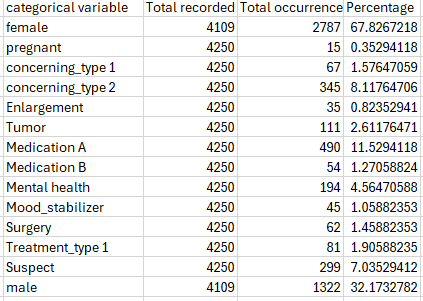 categorical variable Total recorded Total occurrence Percentage
female 4109 2787 67.8267218
pregnant 4250 15 0.35294118
concerning_type 1 4250 67 1.57647059
concerning_type 2 4250 345 8.11764706
Enlargement 4250 35 0.82352941
Tumor 4250 111 2.61176471
Medication A 4250 490 11.5294118
Medication B 4250 54 1.27058824
Mental health 4250 194 4.56470588
Mood_stabilizer 4250 45 1.05882353
Surgery 4250 62 1.45882353
Treatment_type 1 4250 81 1.90588235
Suspect 4250 299 7.03529412
male 4109 1322 32.1732782